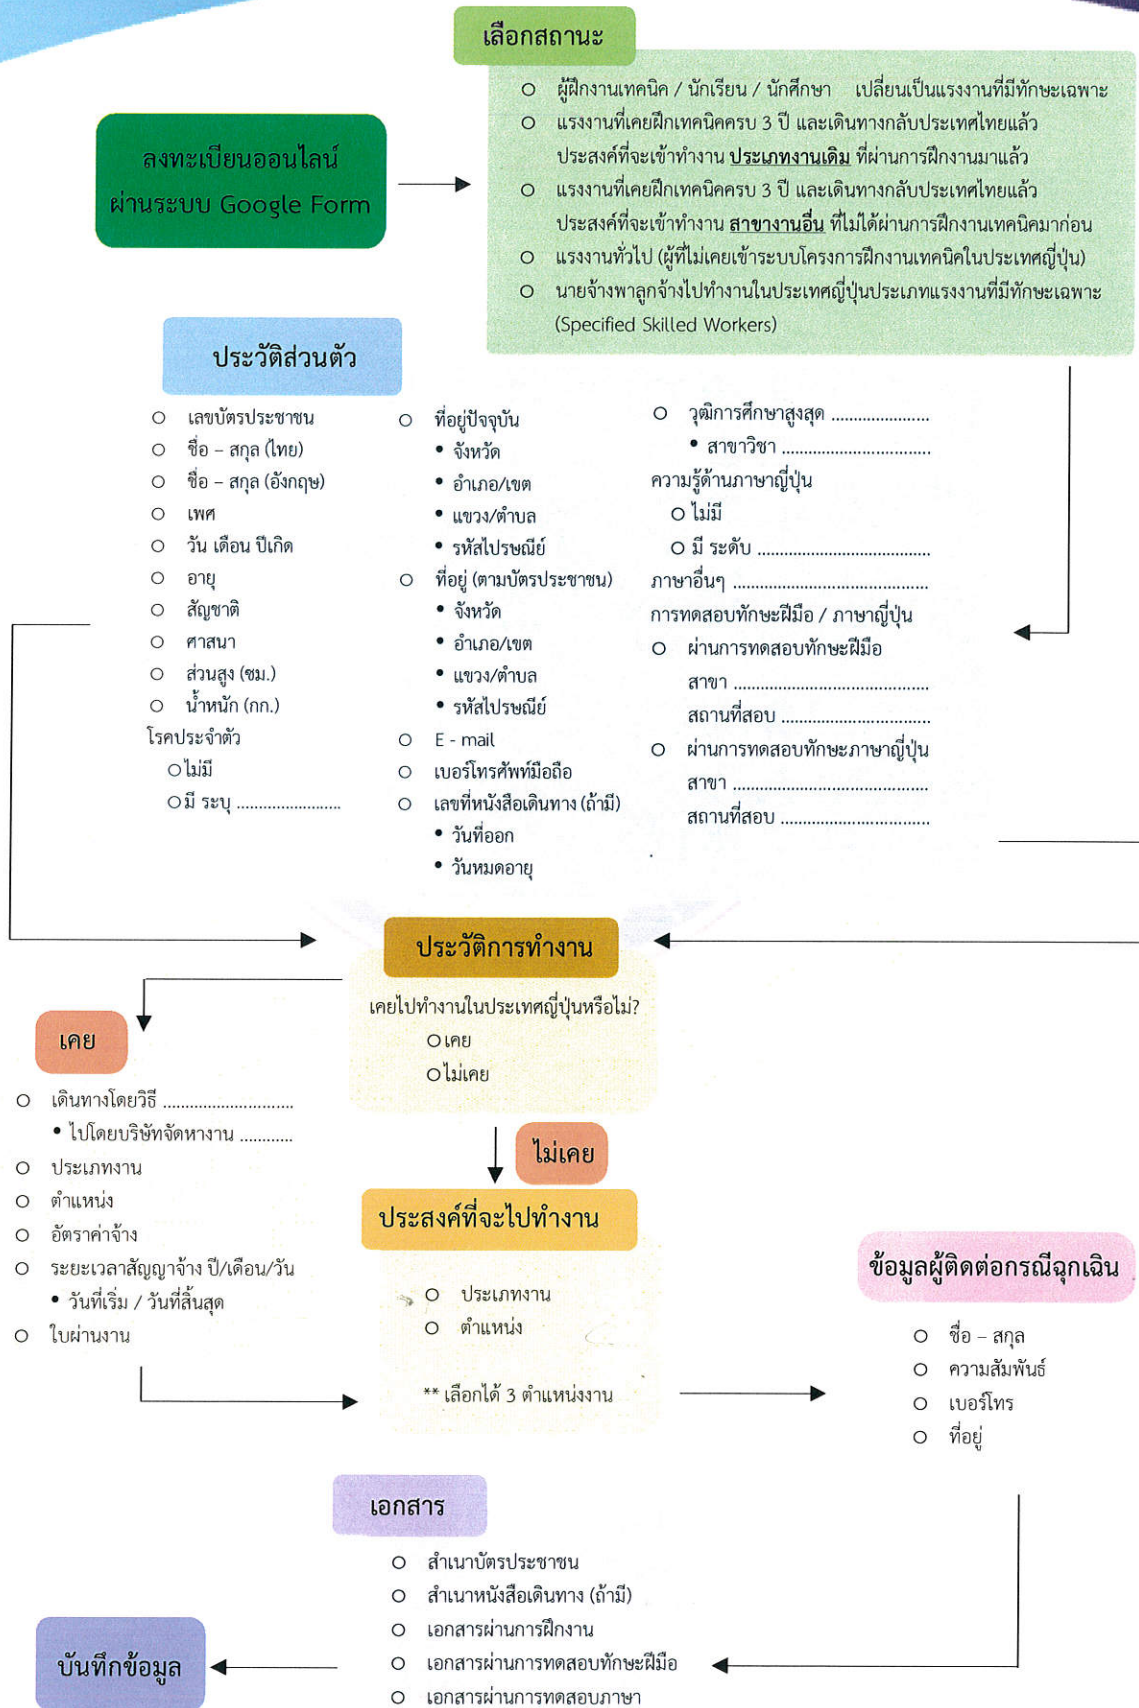 เลือกสถานะ
ลงทะเบียนออนไลน์
ผ่านระบบ Google Form
○ ผู้ฝึกงานเทคนิค / นักเรียน / นักศึกษา เปลี่ยนเป็นแรงงานที่มีทักษะเฉพาะ
○ แรงงานที่เคยฝึกเทคนิคครบ 3 ปี และเดินทางกลับประเทศไทยแล้ว
ประสงค์ที่จะเข้าทำงาน ประเภทงานเดิม ที่ผ่านการฝึกงานมาแล้ว
○ แรงงานที่เคยฝึกเทคนิคครบ 3 ปี และเดินทางกลับประเทศไทยแล้ว
ประสงค์ที่จะเข้าทำงาน สาขางานอื่น ที่ไม่ได้ผ่านการฝึกงานเทคนิคมาก่อน
○ แรงงานทั่วไป (ผู้ที่ไม่เคยเข้าระบบโครงการฝึกงานเทคนิคในประเทศญี่ปุ่น)
○ นายจ้างพาลูกจ้างไปทำงานในประเทศญี่ปุ่นประเภทแรงงานที่มีทักษะเฉพาะ
(Specified Skilled Workers)
ประวัติส่วนตัว
○ เลขบัตรประชาชน
○ ชื่อ – สกุล (ไทย)
○ ชื่อ – สกุล (อังกฤษ)
○ เพศ
○ วัน เดือน ปีเกิด
○ อายุ
○ สัญชาติ
○ ศาสนา
○ ส่วนสูง (ซม.)
○ น้ำหนัก (กก.)
โรคประจำตัว
○ ไม่มี
○ มี ระบุ ......................
○ ที่อยู่ปัจจุบัน
• จังหวัด
• อำเภอ/เขต
• แขวง/ตำบล
• รหัสไปรษณีย์
○ ที่อยู่ (ตามบัตรประชาชน)
• จังหวัด
• อำเภอ/เขต
• แขวง/ตำบล
• รหัสไปรษณีย์
○ E - mail
○ เบอร์โทรศัพท์มือถือ
○ เลขที่หนังสือเดินทาง (ถ้ามี)
• วันที่ออก
• วันหมดอายุ
○ วุฒิการศึกษาสูงสุด .....................
• สาขาวิชา ................................
ความรู้ด้านภาษาญี่ปุ่น
○ ไม่มี
○ มี ระดับ .....................................
ภาษาอื่นๆ ..........................................
การทดสอบทักษะฝีมือ / ภาษาญี่ปุ่น
○ ผ่านการทดสอบทักษะฝีมือ
สาขา ..........................................
สถานที่สอบ ................................
○ ผ่านการทดสอบทักษะภาษาญี่ปุ่น
สาขา ..........................................
สถานที่สอบ ................................
ประวัติการทำงาน
เคยไปทำงานในประเทศญี่ปุ่นหรือไม่?
○ เคย
○ ไม่เคย
เคย
○ เดินทางโดยวิธี ............................
• ไปโดยบริษัทจัดหางาน ............
○ ประเภทงาน
○ ตำแหน่ง
○ อัตราค่าจ้าง
○ ระยะเวลาสัญญาจ้าง ปี/เดือน/วัน
• วันที่เริ่ม / วันที่สิ้นสุด
○ ใบผ่านงาน
ไม่เคย
ประสงค์ที่จะไปทำงาน
○ ประเภทงาน
○ ตำแหน่ง
** เลือกได้ 3 ตำแหน่งงาน
ข้อมูลผู้ติดต่อกรณีฉุกเฉิน
○ ชื่อ – สกุล
○ ความสัมพันธ์
○ เบอร์โทร
○ ที่อยู่
เอกสาร
○ สำเนาบัตรประชาชน
○ สำเนาหนังสือเดินทาง (ถ้ามี)
○ เอกสารผ่านการฝึกงาน
○ เอกสารผ่านการทดสอบทักษะฝีมือ
○ เอกสารผ่านการทดสอบภาษา
บันทึกข้อมูล